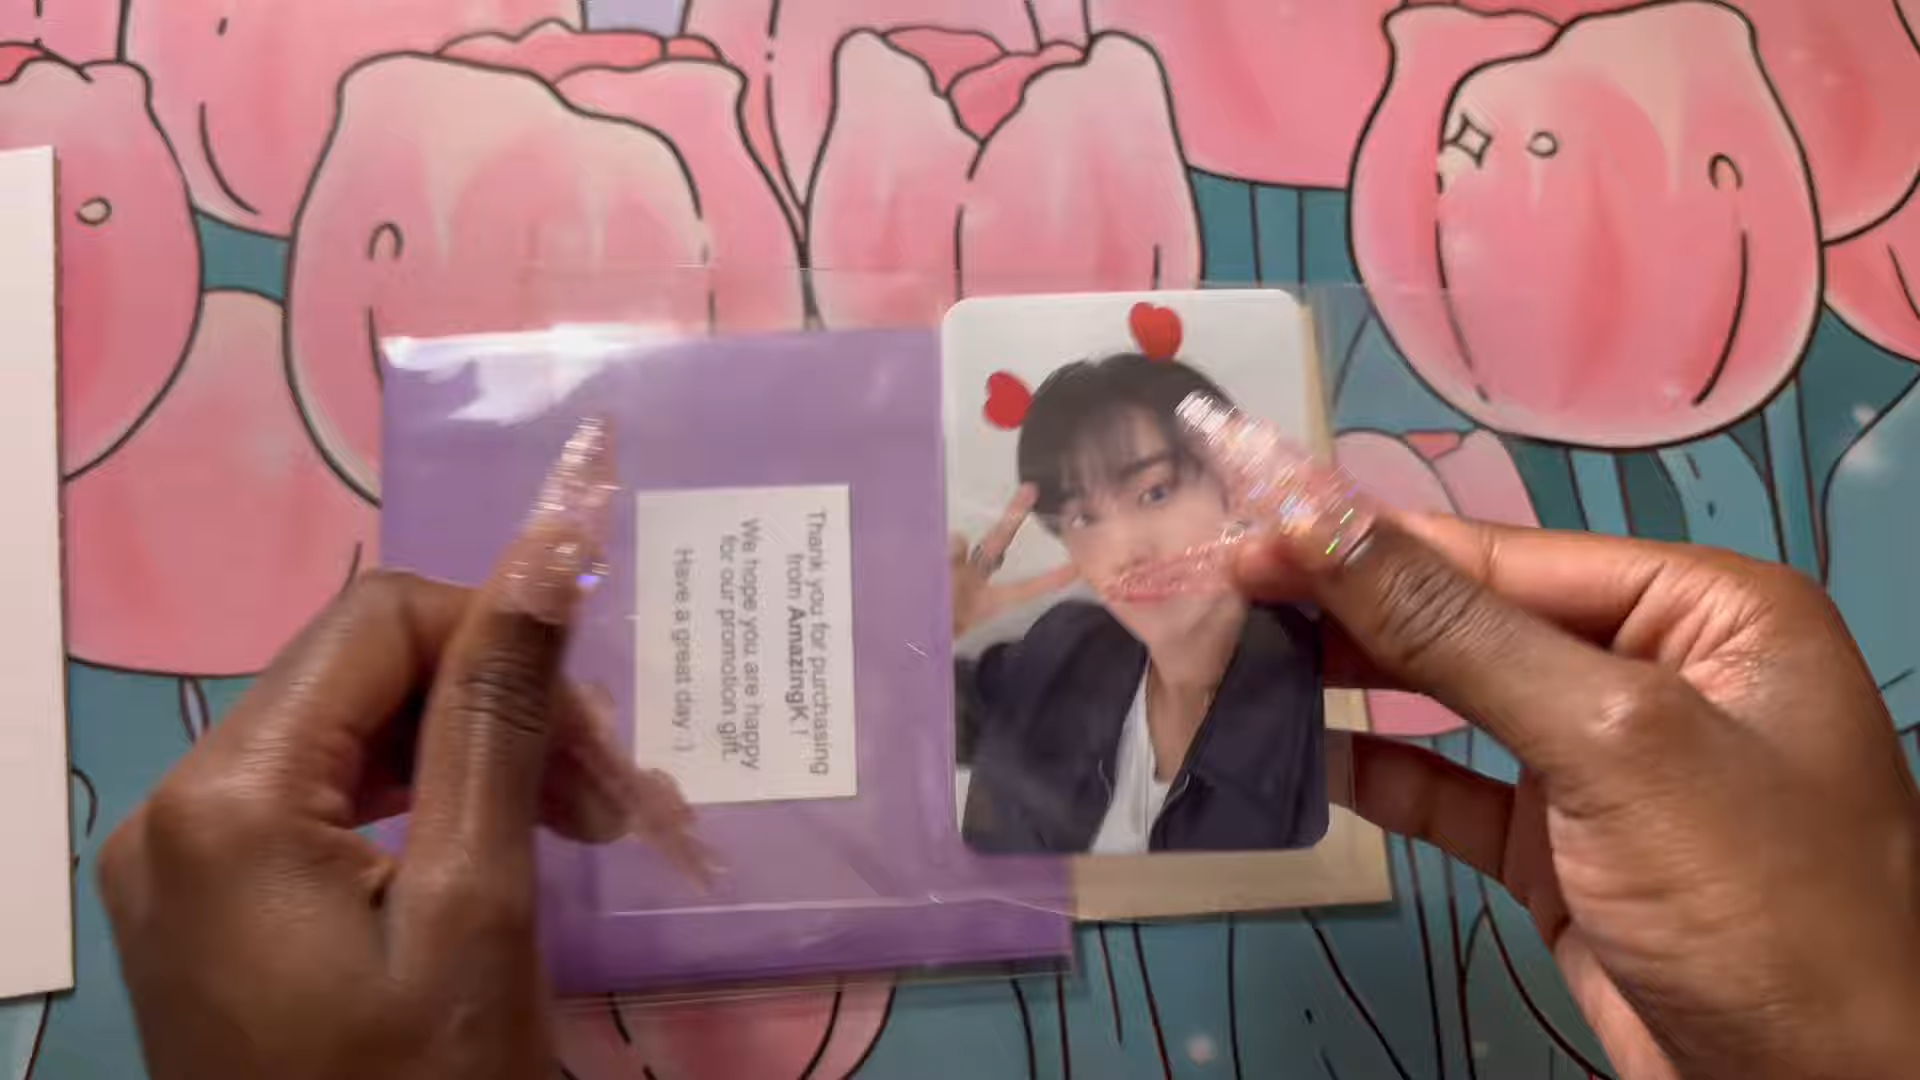 Thank you for purchasing
from AmazingK!
We hope you are happy
for our promotion gift.
Have a great day :)